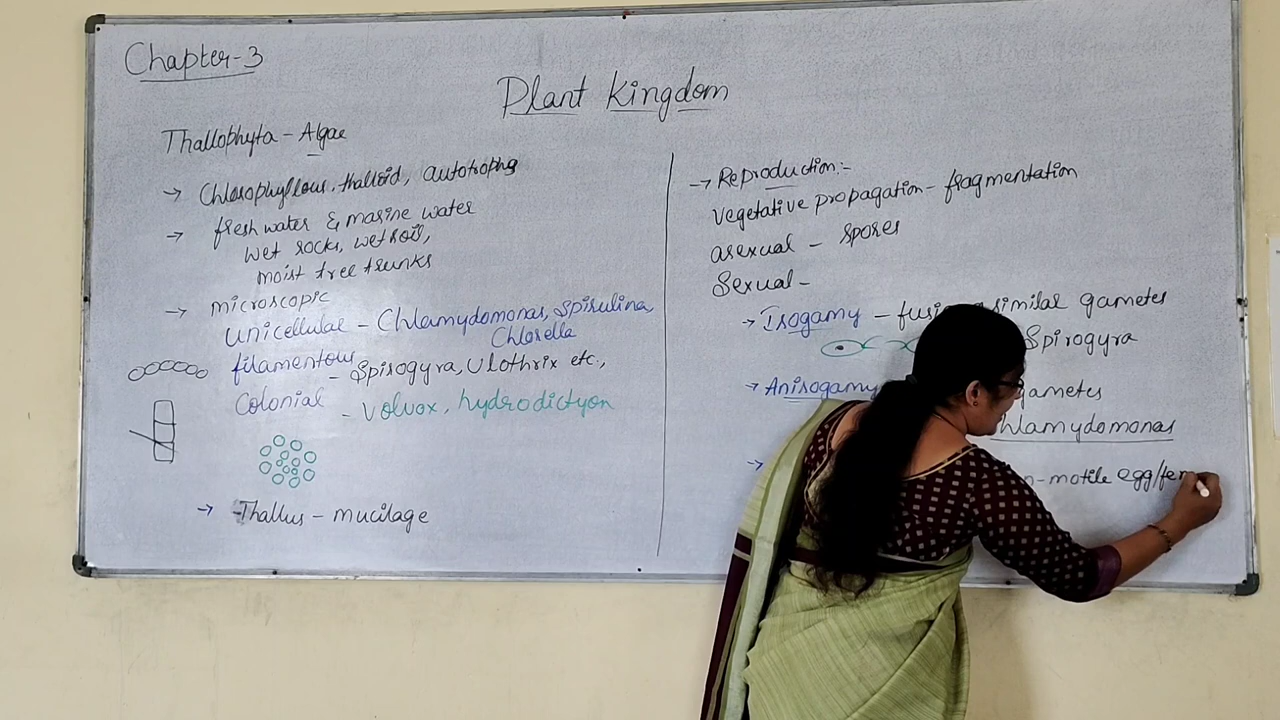 Chapter-3
Plant Kingdom
Thallophyta - Algae
→ Chlorophyllous, thalloid, autotrophs
→ fresh water & marine water
wet rocks, wet soil,
moist tree trunks
→ microscopic
Unicellular - Chlamydomonas, Spirulina,
Chlorella
filamentous - Spirogyra, Ulothrix etc.,
Colonial - Volvox, hydrodictyon
→ Thallus - mucilage
→ Reproduction:-
Vegetative propagation - fragmentation
asexual - spores
Sexual -
→ Isogamy - similar gametes
Spirogyra
→ Anisogamy gametes
hlamydomonas
→ n-motile egg/fem